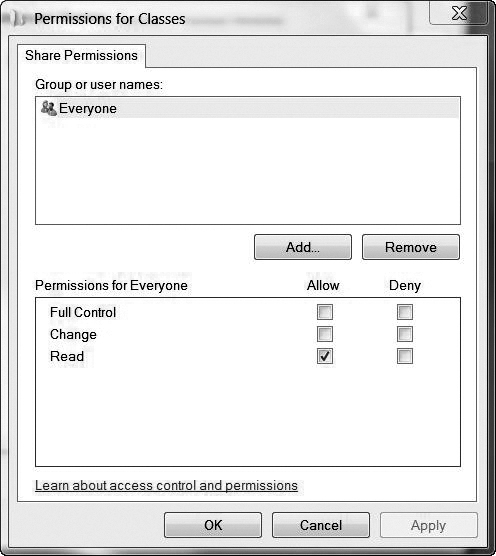 Permissions for Classes
Share Permissions
Group or user names:
Everyone
Add... Remove
Permissions for Everyone Allow Deny
Full Control
Change
Read
Learn about access control and permissions
OK Cancel Apply